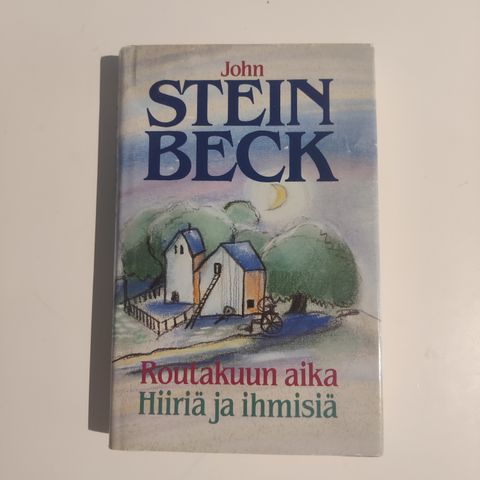 John
STEIN
BECK
Routakuun aika
Hiiriä ja ihmisiä